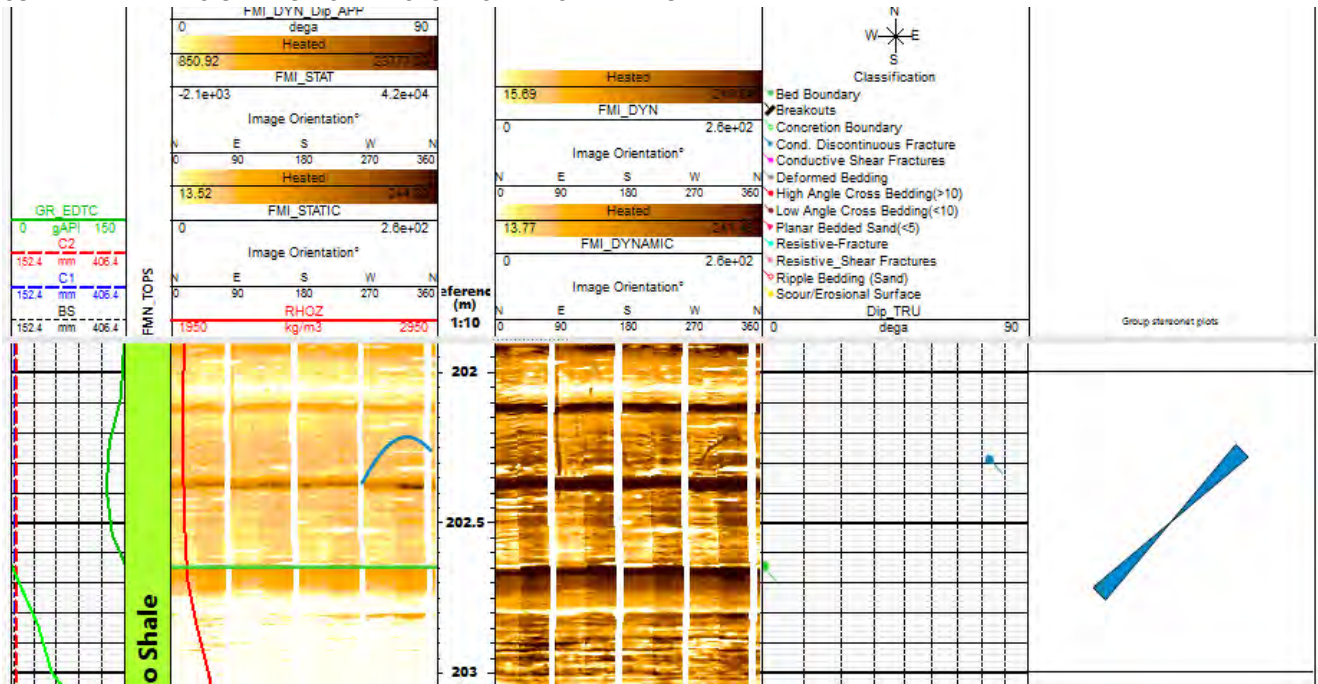 FMI_DYN_Dip_APP
0 dega 90
Heated
850.92
FMI_STAT
-2.1e+03 4.2e+04
Image Orientation°
N E S W N
0 90 180 270 360
Heated
13.52
FMI_STATIC
0 2.6e+02
Image Orientation°
N E S W N
0 90 180 270 360
RHOZ
1950 kg/m3 2950
GR_EDTC
0 gAPI 150
C2
152.4 mm 406.4
C1
152.4 mm 406.4
BS
152.4 mm 406.4
FMN_TOPS
eferenc
(m)
1:10
Heated
15.69
FMI_DYN
0 2.6e+02
Image Orientation°
N E S W N
0 90 180 270 360
Heated
13.77
FMI_DYNAMIC
0 2.6e+02
Image Orientation°
N E S W N
0 90 180 270 360
N
W E
S
Classification
Bed Boundary
Breakouts
Concretion Boundary
Cond. Discontinuous Fracture
Conductive Shear Fractures
Deformed Bedding
High Angle Cross Bedding(>10)
Low Angle Cross Bedding(<10)
Planar Bedded Sand(<5)
Resistive-Fracture
Resistive_Shear Fractures
Ripple Bedding (Sand)
Scour/Erosional Surface
Dip_TRU
0 dega 90
Group stereonet plots
202
202.5
203
o Shale